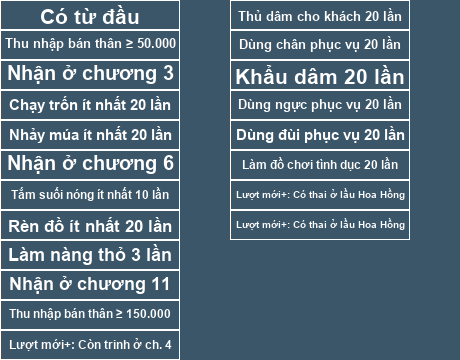 Có từ đầu
Thu nhập bán thân ≥ 50.000
Nhận ở chương 3
Chạy trốn ít nhất 20 lần
Nhảy múa ít nhất 20 lần
Nhận ở chương 6
Tắm suối nóng ít nhất 10 lần
Rèn đồ ít nhất 20 lần
Làm nàng thỏ 3 lần
Nhận ở chương 11
Thu nhập bán thân ≥ 150.000
Lượt mới+: Còn trinh ở ch. 4
Thủ dâm cho khách 20 lần
Dùng chân phục vụ 20 lần
Khẩu dâm 20 lần
Dùng ngực phục vụ 20 lần
Dùng đùi phục vụ 20 lần
Làm đồ chơi tình dục 20 lần
Lượt mới+: Có thai ở lầu Hoa Hồng
Lượt mới+: Có thai ở lầu Hoa Hồng